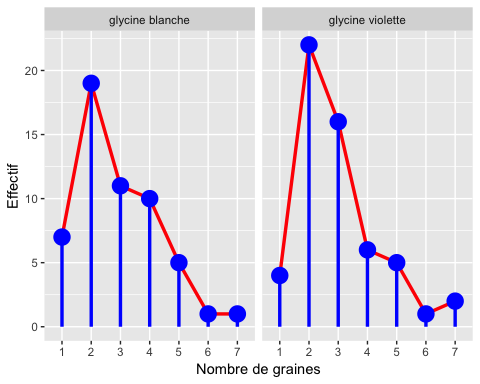 glycine blanche
glycine violette
Effectif
20
15
10
5
0
1 2 3 4 5 6 7
1 2 3 4 5 6 7
Nombre de graines